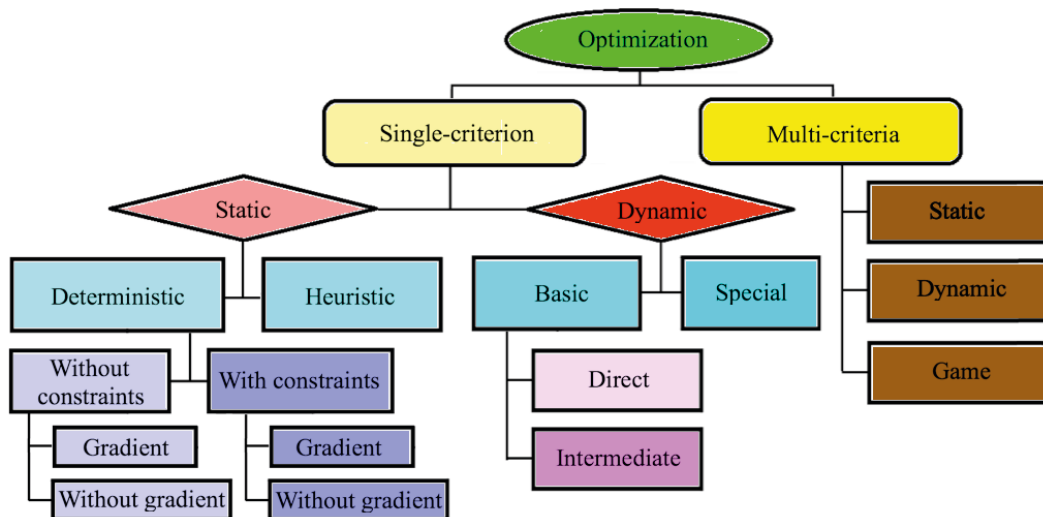 Optimization
Single-criterion
Multi-criteria
Static
Dynamic
Static
Deterministic
Heuristic
Basic
Special
Dynamic
Without
constraints
With constraints
Direct
Game
Gradient
Gradient
Intermediate
Without gradient
Without gradient